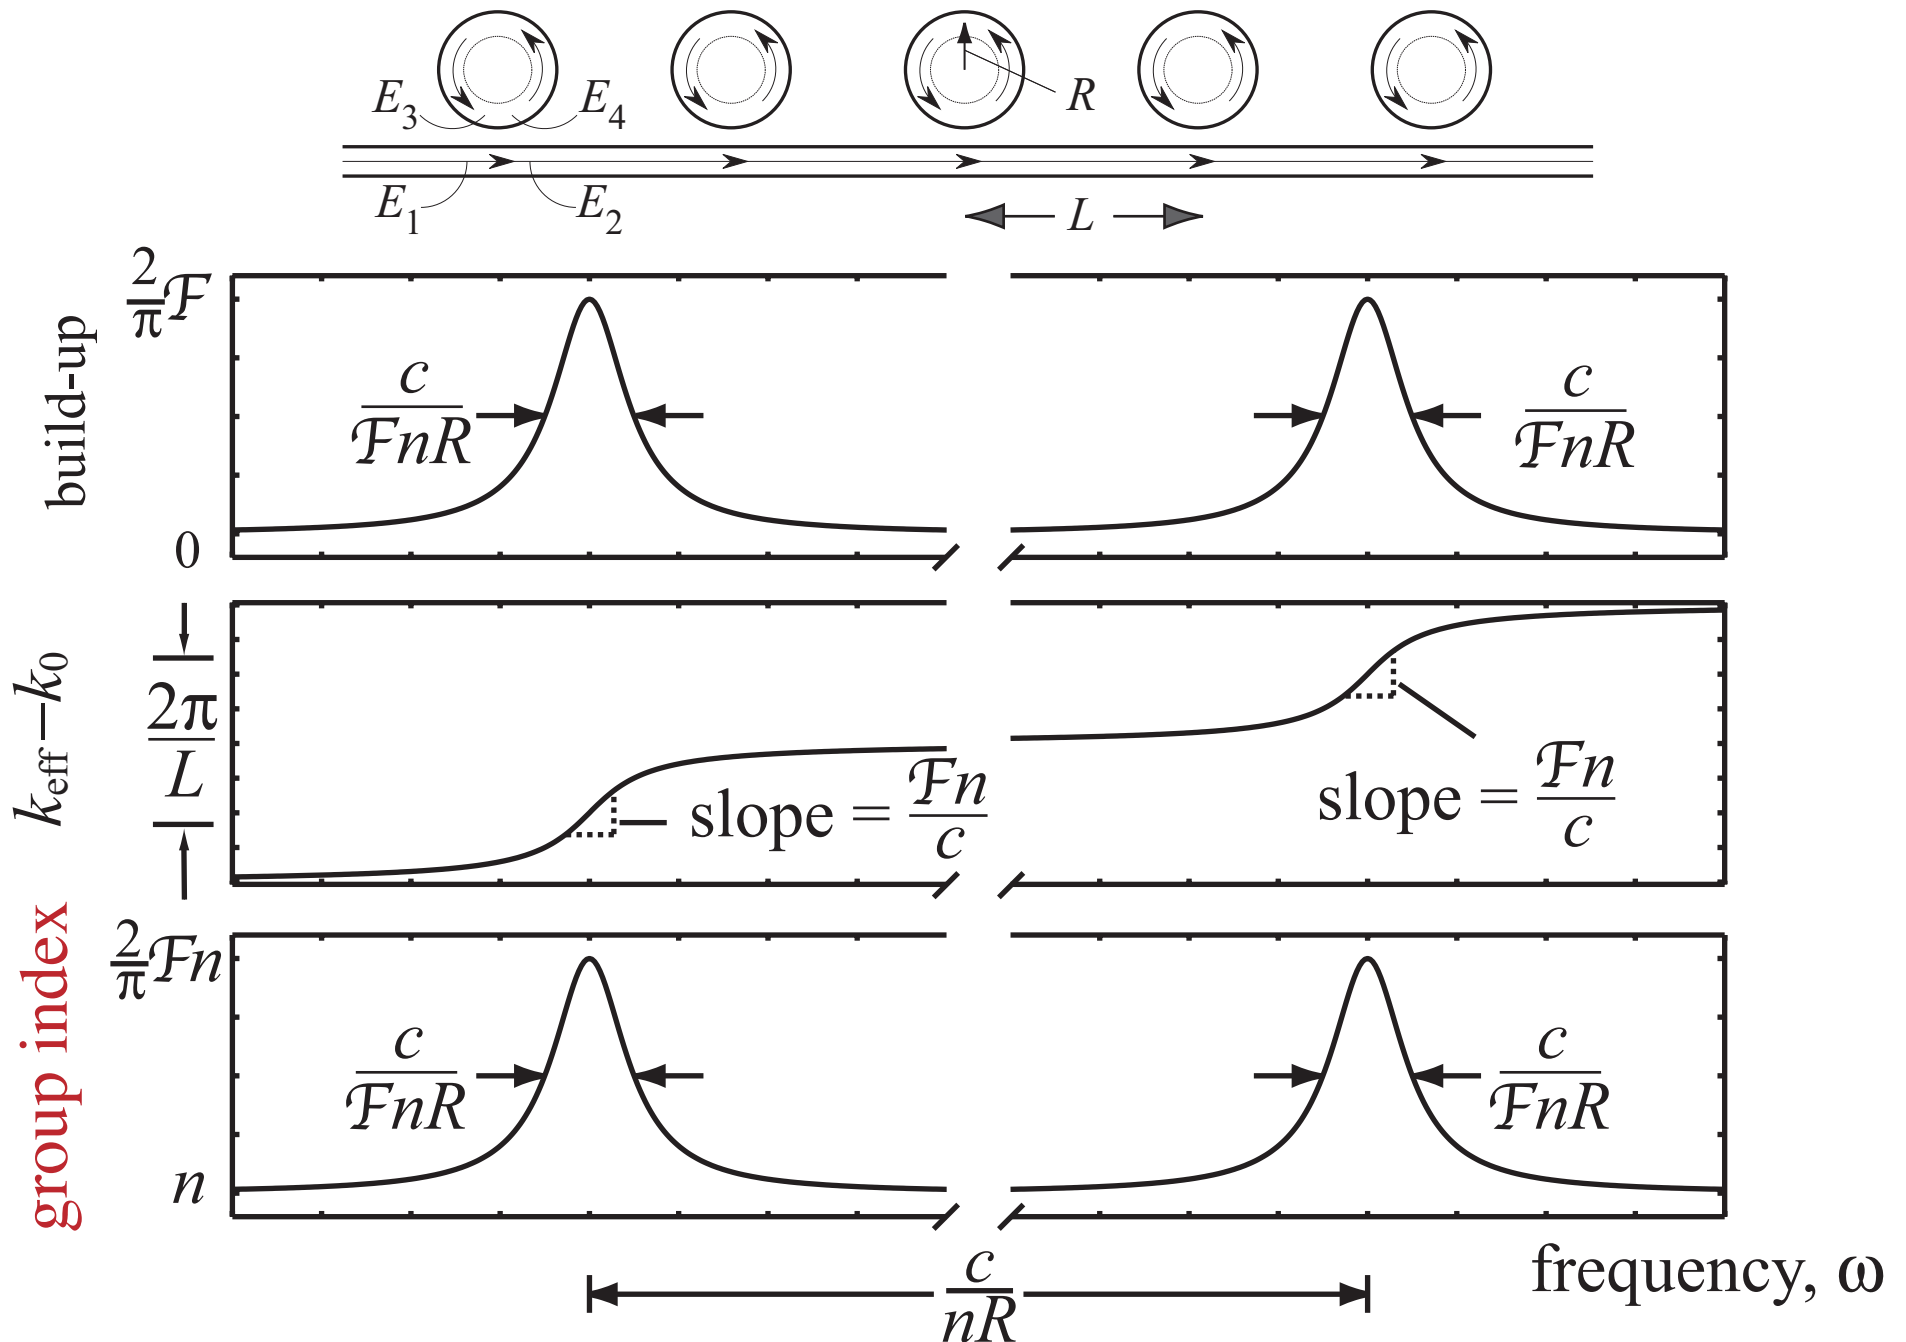 E₃ E₄ R
E₁ E₂ L
build-up
2/π ℱ
0
c/ℱnR
c/ℱnR
k_eff−k₀
2π/L
slope = ℱn/c
slope = ℱn/c
group index
2/π ℱn
n
c/ℱnR
c/ℱnR
frequency, ω
c/nR